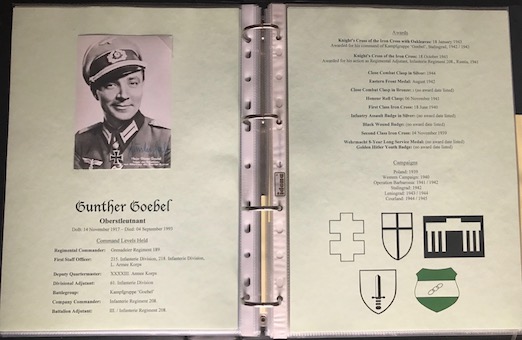 Gunther Goebel
Oberstleutnant
DoB: 14 November 1917 - Died: 04 September 1993
Command Levels Held
Regimental Commander: Grenadier-Regiment 189.
First Staff Officer: 215. Infanterie Division, 218. Infanterie Division,
L. Armee Korps
Deputy Quartermaster: XXXXIII. Armee Korps
Divisional Adjutant: 61. Infanterie Division
Battlegroup: Kampfgruppe 'Goebel'
Company Commander: Infanterie Regiment 208.
Battalion Adjutant: III. / Infanterie Regiment 208.
Awards
Knight's Cross of the Iron Cross with Oakleaves: 18 January 1943
Awarded for his command of Kampfgruppe 'Goebel', Stalingrad, 1942 / 1943
Knight's Cross of the Iron Cross: 18 October 1941
Awarded for his action as Regimental Adjutant, Infanterie Regiment 208., Russia, 1941
Close Combat Clasp in Silver: 1944
Eastern Front Medal: August 1942
Close Combat Clasp in Bronze: (no award date listed)
Honour Roll Clasp: 06 November 1941
First Class Iron Cross: 18 June 1940
Infantry Assault Badge in Silver: (no award date listed)
Black Wound Badge: (no award date listed)
Second Class Iron Cross: 24 November 1939
Wehrmacht 8-Year Long Service Medal: (no award date listed)
Golden Hitler Youth Badge: (no award date listed)
Campaigns
Poland: 1939
Western Campaign: 1940
Operation Barbarossa: 1941 / 1942
Stalingrad: 1942
Leningrad: 1943 / 1944
Courland: 1944 / 1945